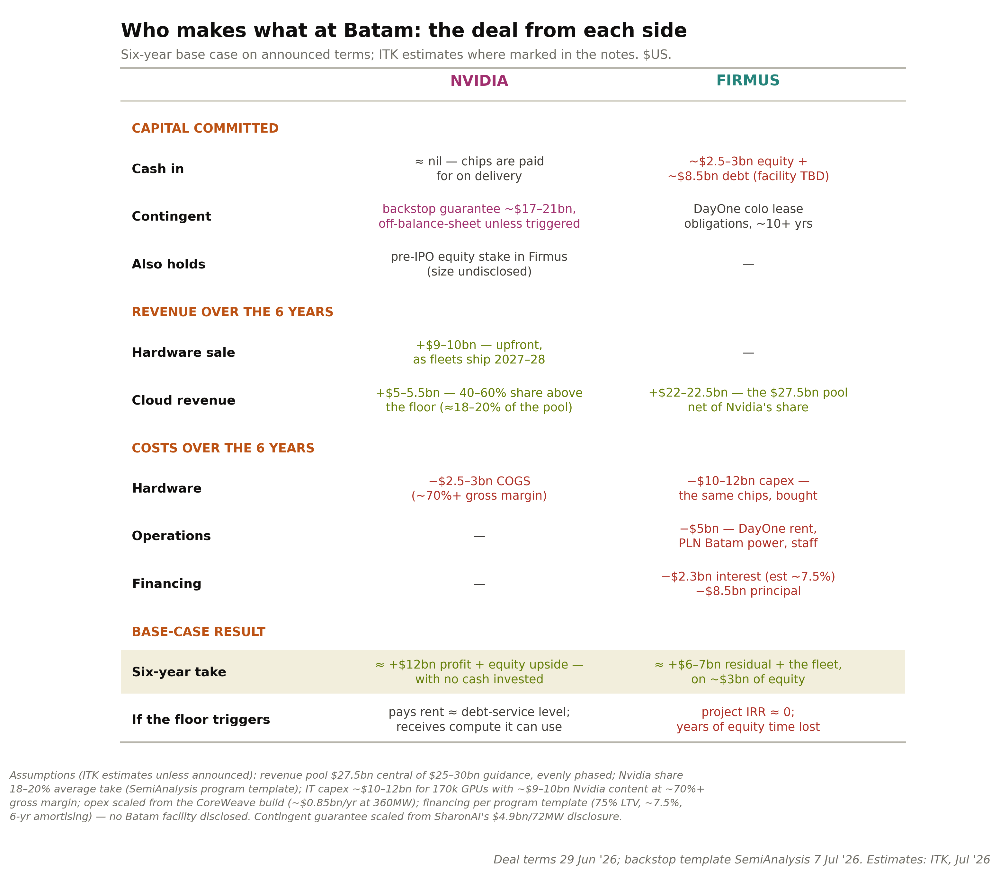 Who makes what at Batam: the deal from each side
Six-year base case on announced terms; ITK estimates where marked in the notes. $US.
NVIDIA
FIRMUS
CAPITAL COMMITTED
Cash in
≈ nil — chips are paid
for on delivery
~$2.5–3bn equity +
~$8.5bn debt (facility TBD)
Contingent
backstop guarantee ~$17–21bn,
off-balance-sheet unless triggered
DayOne colo lease
obligations, ~10+ yrs
Also holds
pre-IPO equity stake in Firmus
(size undisclosed)
—
REVENUE OVER THE 6 YEARS
Hardware sale
+$9–10bn — upfront,
as fleets ship 2027–28
—
Cloud revenue
+$5–5.5bn — 40–60% share above
the floor (≈18–20% of the pool)
+$22–22.5bn — the $27.5bn pool
net of Nvidia's share
COSTS OVER THE 6 YEARS
Hardware
−$2.5–3bn COGS
(~70%+ gross margin)
−$10–12bn capex —
the same chips, bought
Operations
—
−$5bn — DayOne rent,
PLN Batam power, staff
Financing
—
−$2.3bn interest (est ~7.5%)
−$8.5bn principal
BASE-CASE RESULT
Six-year take
≈ +$12bn profit + equity upside —
with no cash invested
≈ +$6–7bn residual + the fleet,
on ~$3bn of equity
If the floor triggers
pays rent ≈ debt-service level;
receives compute it can use
project IRR ≈ 0;
years of equity time lost
Assumptions (ITK estimates unless announced): revenue pool $27.5bn central of $25–30bn guidance, evenly phased; Nvidia share
18–20% average take (SemiAnalysis program template); IT capex ~$10–12bn for 170k GPUs with ~$9–10bn Nvidia content at ~70%+
gross margin; opex scaled from the CoreWeave build (~$0.85bn/yr at 360MW); financing per program template (75% LTV, ~7.5%,
6-yr amortising) — no Batam facility disclosed. Contingent guarantee scaled from SharonAI's $4.9bn/72MW disclosure.
Deal terms 29 Jun '26; backstop template SemiAnalysis 7 Jul '26. Estimates: ITK, Jul '26